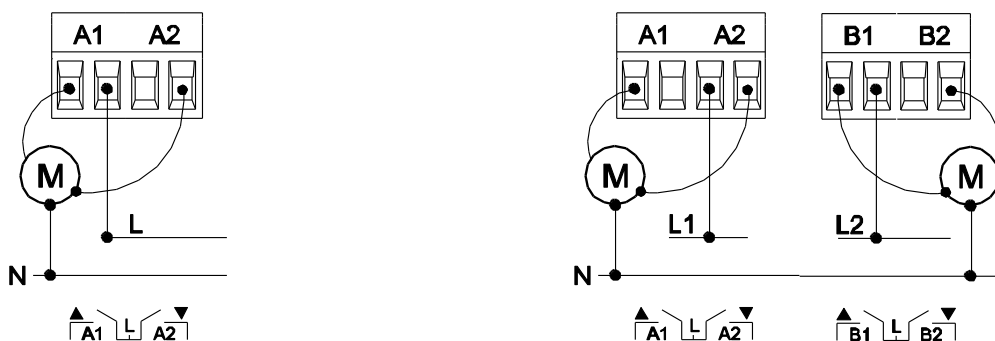 A1 A2
A1 A2
B1 B2
M
M
M
L
L1
L2
N
N
▲ A1 L A2 ▼
▲ A1 L A2 ▼
▲ B1 L B2 ▼